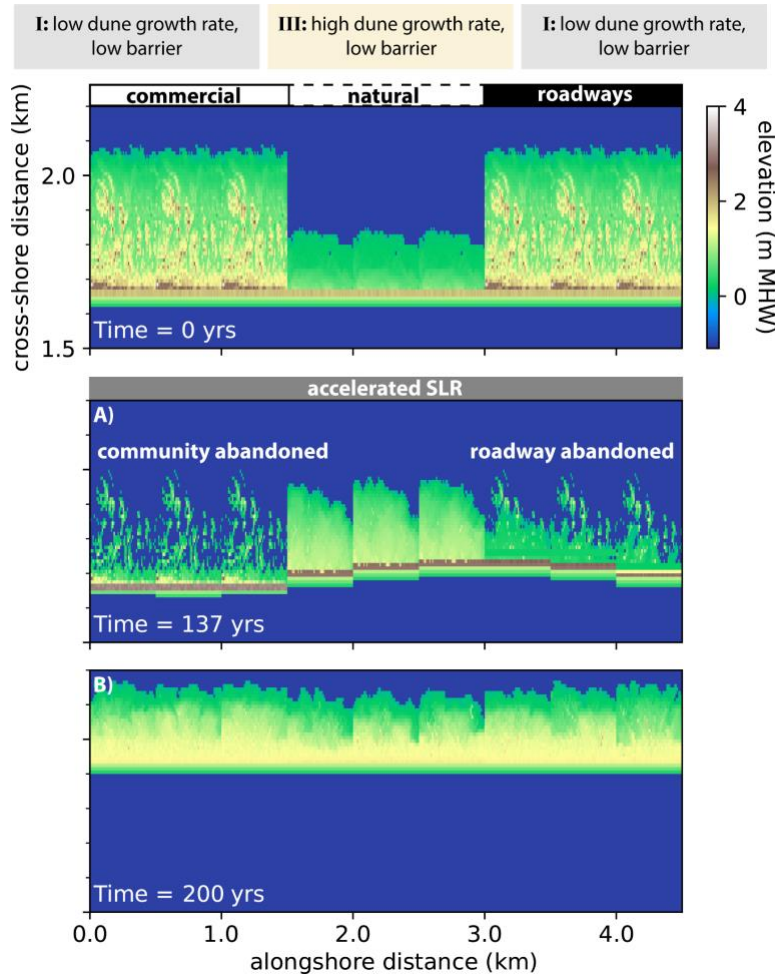 I: low dune growth rate,
low barrier
III: high dune growth rate,
low barrier
I: low dune growth rate,
low barrier
commercial
natural
roadways
cross-shore distance (km)
2.0
1.5
Time = 0 yrs
4
2
0
elevation (m MHW)
accelerated SLR
A)
community abandoned
roadway abandoned
Time = 137 yrs
B)
Time = 200 yrs
0.0
1.0
2.0
3.0
4.0
alongshore distance (km)